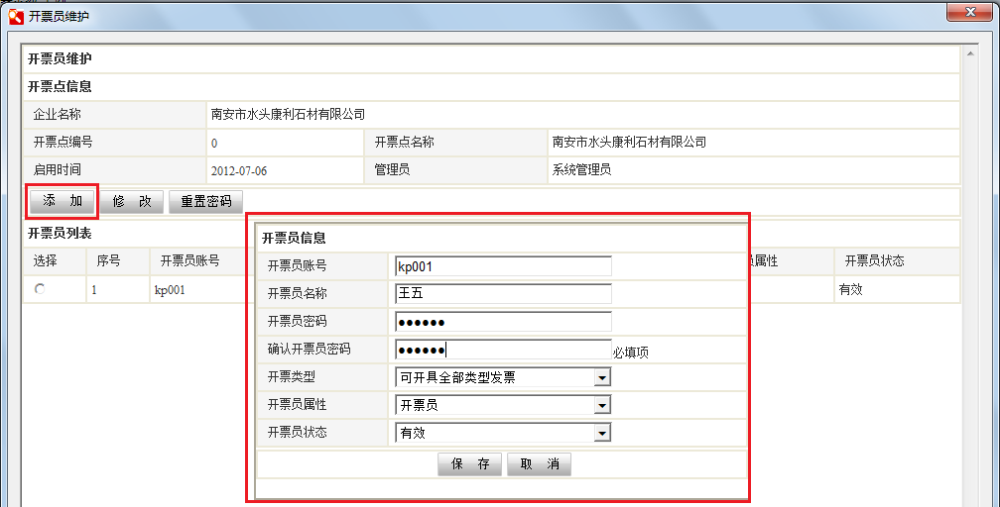 开票员维护
开票员维护
开票点信息
企业名称 南安市水头康利石材有限公司
开票点编号 0 开票点名称 南安市水头康利石材有限公司
启用时间 2012-07-06 管理员 系统管理员
添 加 修 改 重置密码
开票员列表
选择 序号 开票员账号 员属性 开票员状态
1 kp001 有效
开票员信息
开票员账号 kp001
开票员名称 王五
开票员密码 ●●●●●●
确认开票员密码 ●●●●●● 必填项
开票类型 可开具全部类型发票
开票员属性 开票员
开票员状态 有效
保 存 取 消